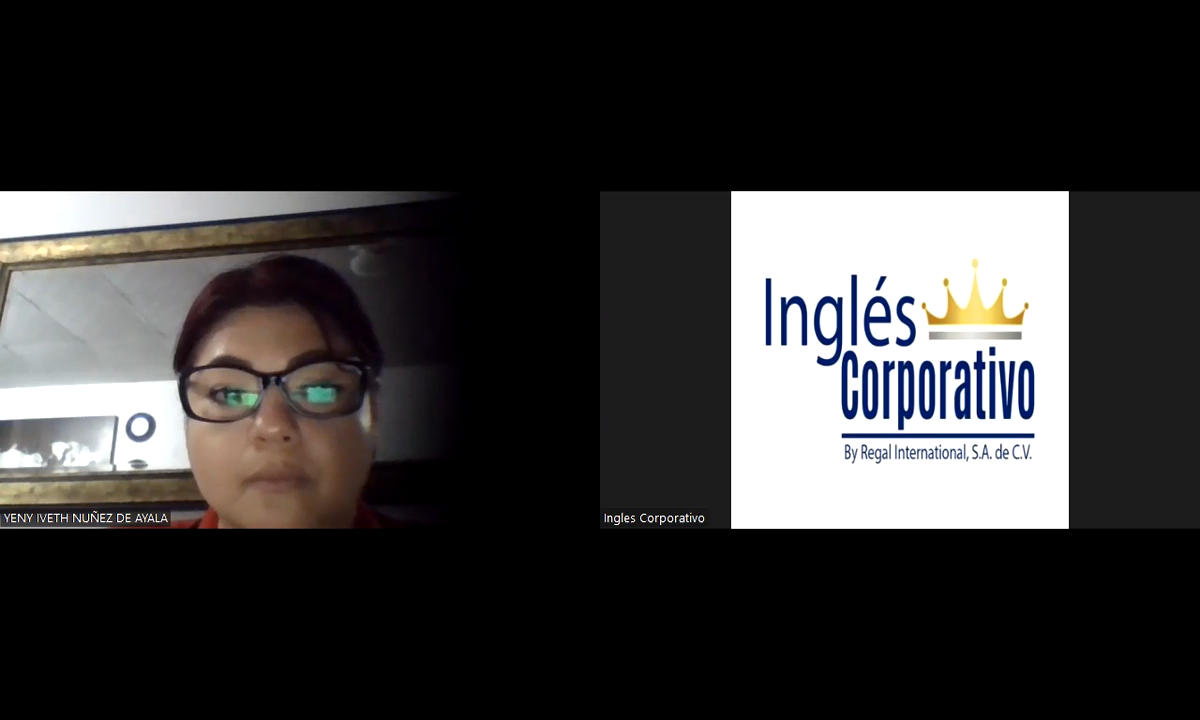 YENY IVETH NUÑEZ DE AYALA
Inglés
Corporativo
By Regal International, S.A. de C.V.
Ingles Corporativo